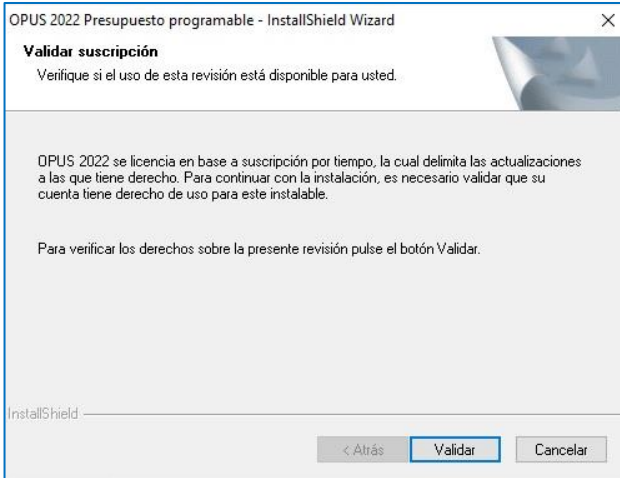 OPUS 2022 Presupuesto programable - InstallShield Wizard
Validar suscripción
Verifique si el uso de esta revisión está disponible para usted.
OPUS 2022 se licencia en base a suscripción por tiempo, la cual delimita las actualizaciones
a las que tiene derecho. Para continuar con la instalación, es necesario validar que su
cuenta tiene derecho de uso para este instalable.
Para verificar los derechos sobre la presente revisión pulse el botón Validar.
InstallShield
< Atrás Validar Cancelar